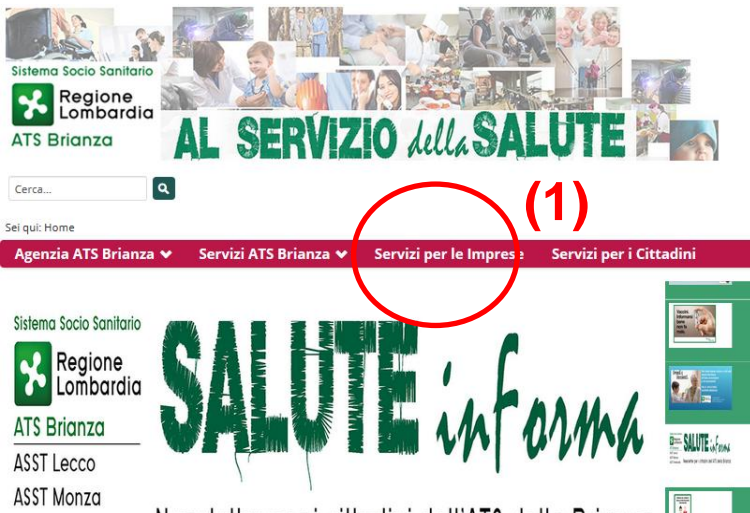 Sistema Socio Sanitario
Regione
Lombardia
ATS Brianza
AL SERVIZIO della SALUTE
Cerca...
(1)
Sei qui: Home
Agenzia ATS Brianza
Servizi ATS Brianza
Servizi per le Imprese
Servizi per i Cittadini
Sistema Socio Sanitario
Regione
Lombardia
ATS Brianza
ASST Lecco
ASST Monza
SALUTE informa
SALUTE informa